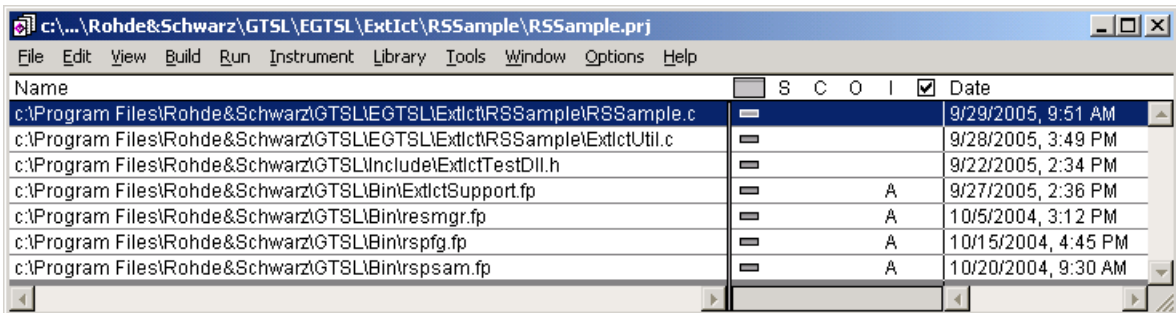 c:\...\Rohde&Schwarz\GTSL\EGTSL\ExtIct\RSSample\RSSample.prj
File Edit View Build Run Instrument Library Tools Window Options Help
Name S C O I Date
c:\Program Files\Rohde&Schwarz\GTSL\EGTSL\ExtIct\RSSample\RSSample.c 9/29/2005, 9:51 AM
c:\Program Files\Rohde&Schwarz\GTSL\EGTSL\ExtIct\RSSample\ExtIctUtil.c 9/28/2005, 3:49 PM
c:\Program Files\Rohde&Schwarz\GTSL\Include\ExtIctTestDll.h 9/22/2005, 2:34 PM
c:\Program Files\Rohde&Schwarz\GTSL\Bin\ExtIctSupport.fp A 9/27/2005, 2:36 PM
c:\Program Files\Rohde&Schwarz\GTSL\Bin\resmgr.fp A 10/5/2004, 3:12 PM
c:\Program Files\Rohde&Schwarz\GTSL\Bin\rspfg.fp A 10/15/2004, 4:45 PM
c:\Program Files\Rohde&Schwarz\GTSL\Bin\rspsam.fp A 10/20/2004, 9:30 AM